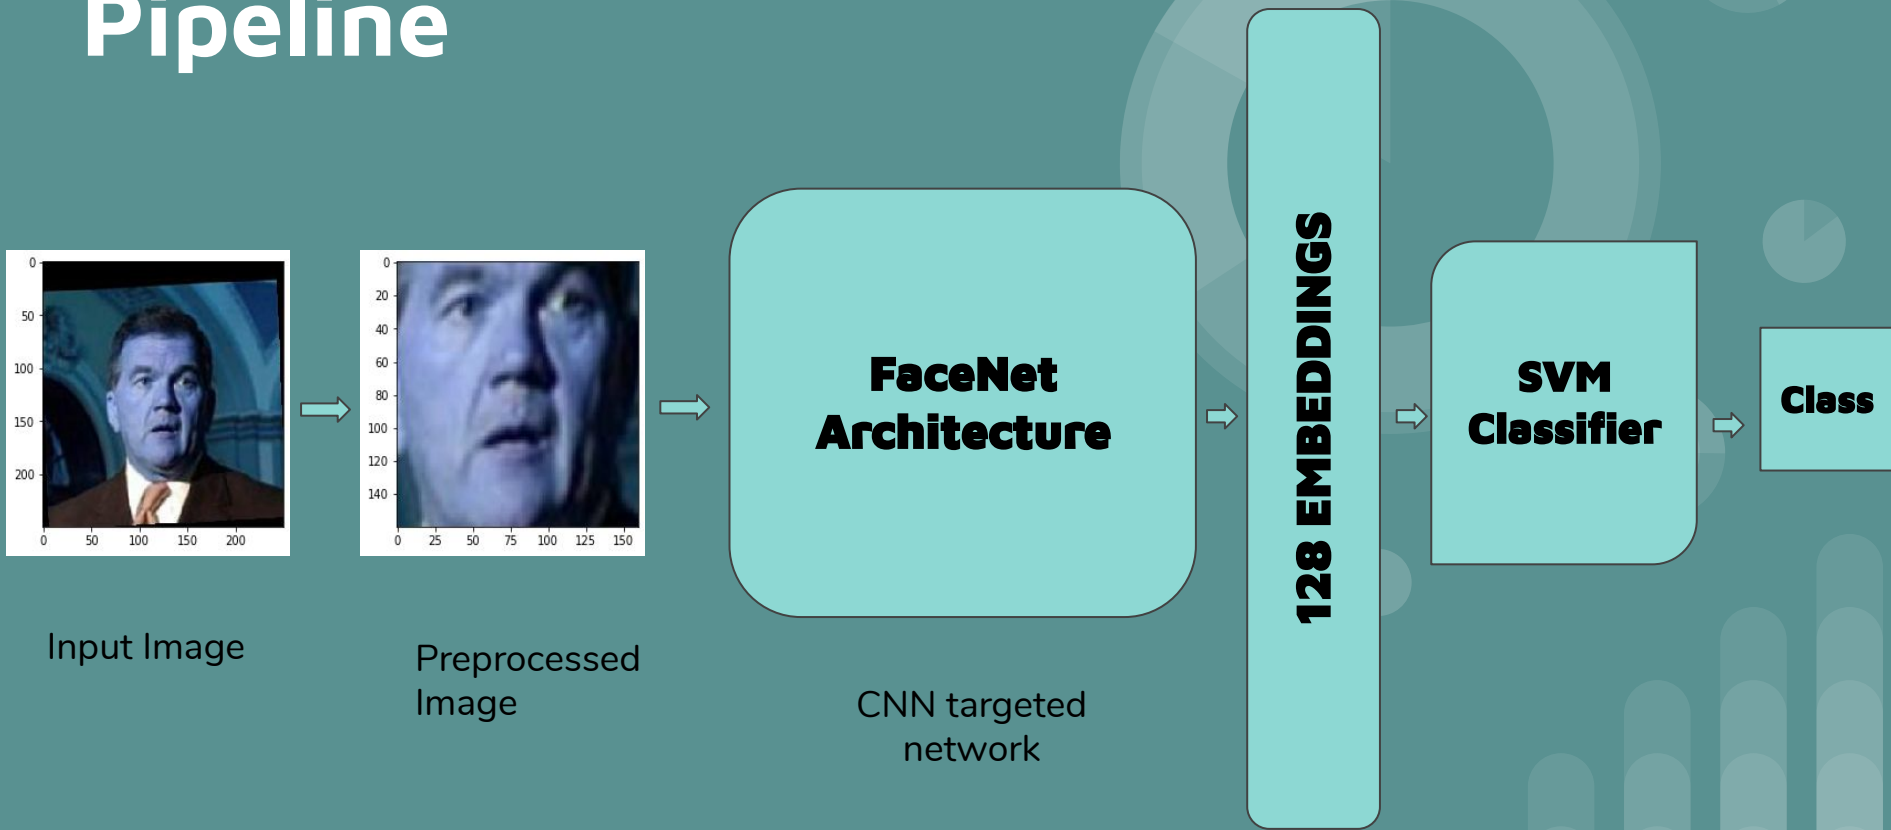 Pipeline
0
50
100
150
200
0
50
100
150
200
0
20
40
60
80
100
120
140
0
25
50
75
100
125
150
Input Image
Preprocessed
Image
FaceNet
Architecture
CNN targeted
network
128 EMBEDDINGS
SVM
Classifier
Class